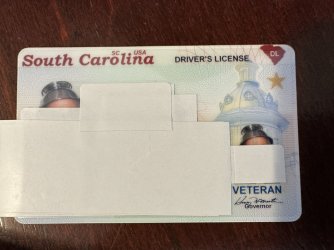 SC USA
South Carolina DRIVER'S LICENSE DL
VETERAN
Governor